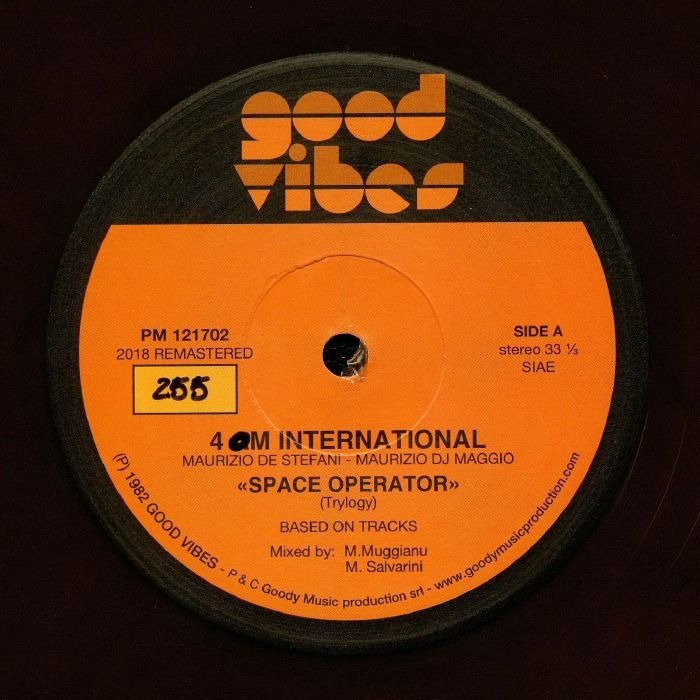 good
vibes
PM 121702
2018 REMASTERED
255
SIDE A
stereo 33 ⅓
SIAE
4 M INTERNATIONAL
MAURIZIO DE STEFANI - MAURIZIO DJ MAGGIO
«SPACE OPERATOR»
(Trylogy)
BASED ON TRACKS
Mixed by: M.Muggianu
M. Salvarini
(P) 1982 GOOD VIBES - P & C Goody Music production srl - www.goodymusicproduction.com